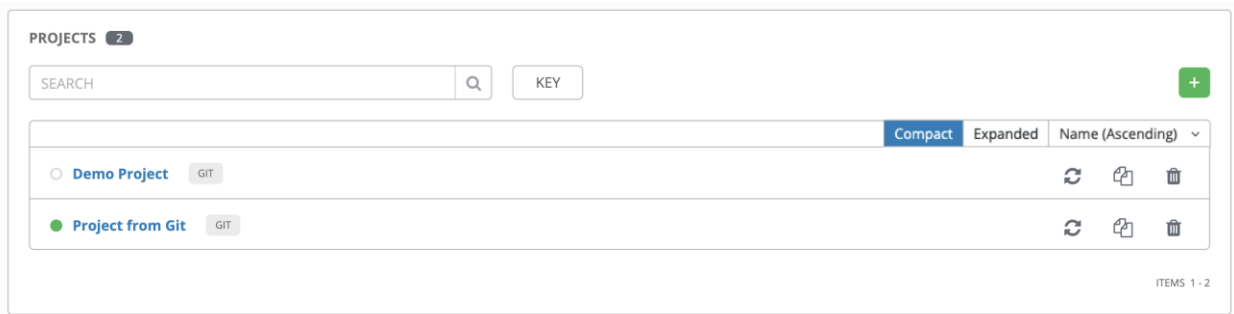 PROJECTS 2
SEARCH KEY +
Compact Expanded Name (Ascending)
Demo Project GIT
Project from Git GIT
ITEMS 1 - 2